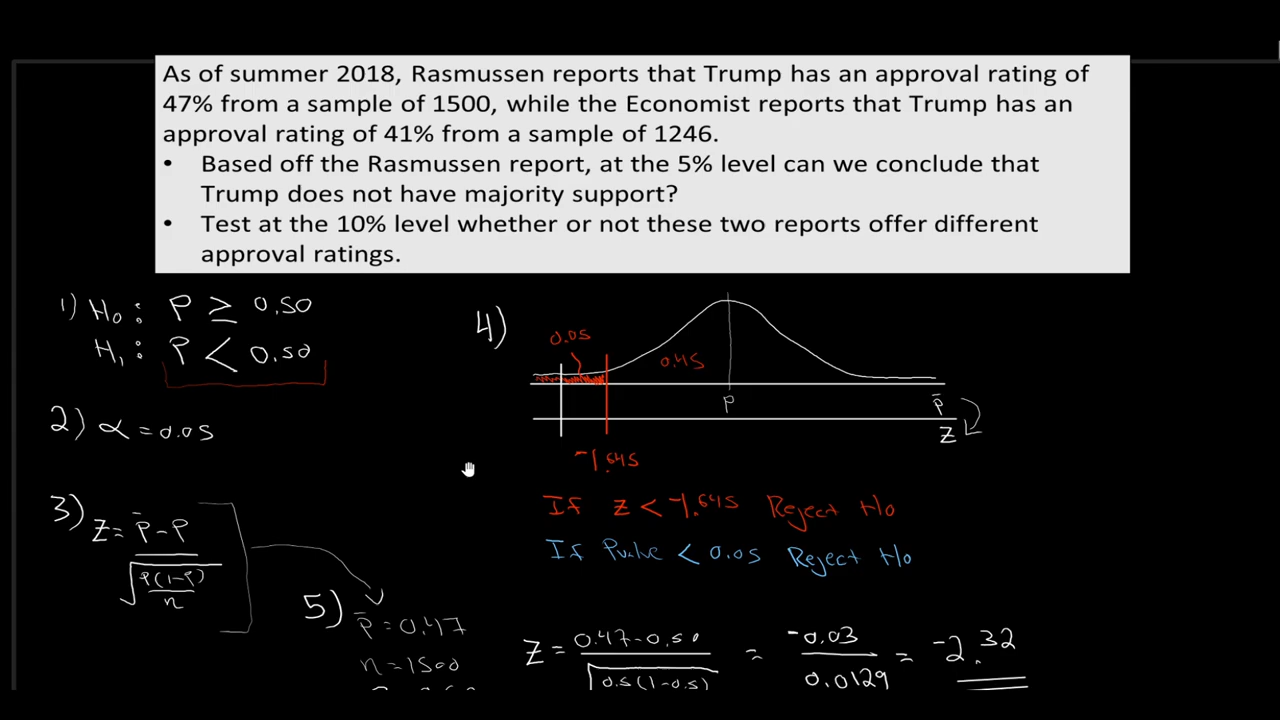 As of summer 2018, Rasmussen reports that Trump has an approval rating of
47% from a sample of 1500, while the Economist reports that Trump has an
approval rating of 41% from a sample of 1246.
• Based off the Rasmussen report, at the 5% level can we conclude that
Trump does not have majority support?
• Test at the 10% level whether or not these two reports offer different
approval ratings.
1) H₀: P ≥ 0.50
H₁: P < 0.50
2) α = 0.05
3) Z = p̄ - P
√ P(1-P)
n
4)
0.05
0.45
P
p̄
Z
-1.645
If Z < -1.645 Reject H₀
If Pvalue < 0.05 Reject H₀
5) p̄ = 0.47
n = 1500
Z = 0.47 - 0.50 = -0.03 = -2.32
√ 0.5(1-0.5) 0.0129